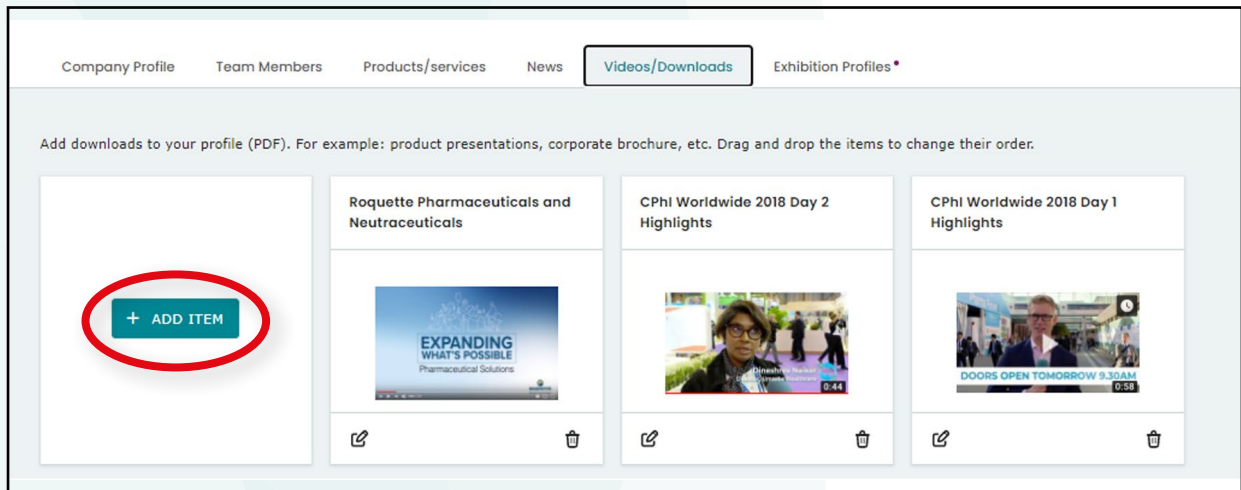 Company Profile
Team Members
Products/services
News
Videos/Downloads
Exhibition Profiles
Add downloads to your profile (PDF). For example: product presentations, corporate brochure, etc. Drag and drop the items to change their order.
+ ADD ITEM
Roquette Pharmaceuticals and
Neutraceuticals
EXPANDING
WHAT'S POSSIBLE
Pharmaceutical Solutions
CPhI Worldwide 2018 Day 2
Highlights
Dineshree Naiker
0:44
CPhI Worldwide 2018 Day 1
Highlights
DOORS OPEN TOMORROW 9.30AM
0:58